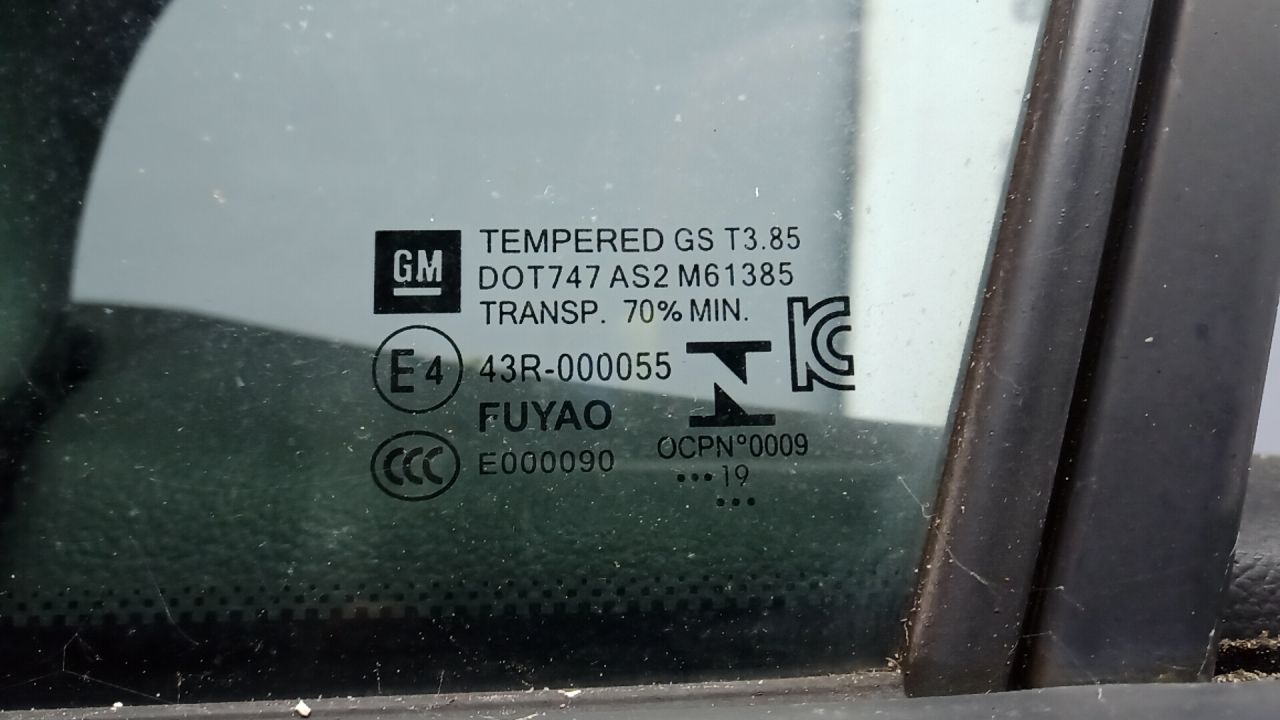 GM
TEMPERED GS T3.85
DOT747 AS2 M61385
TRANSP. 70% MIN.
E4
43R-000055
KC
FUYAO
CCC
E000090
OCPN°0009
•••19
•••